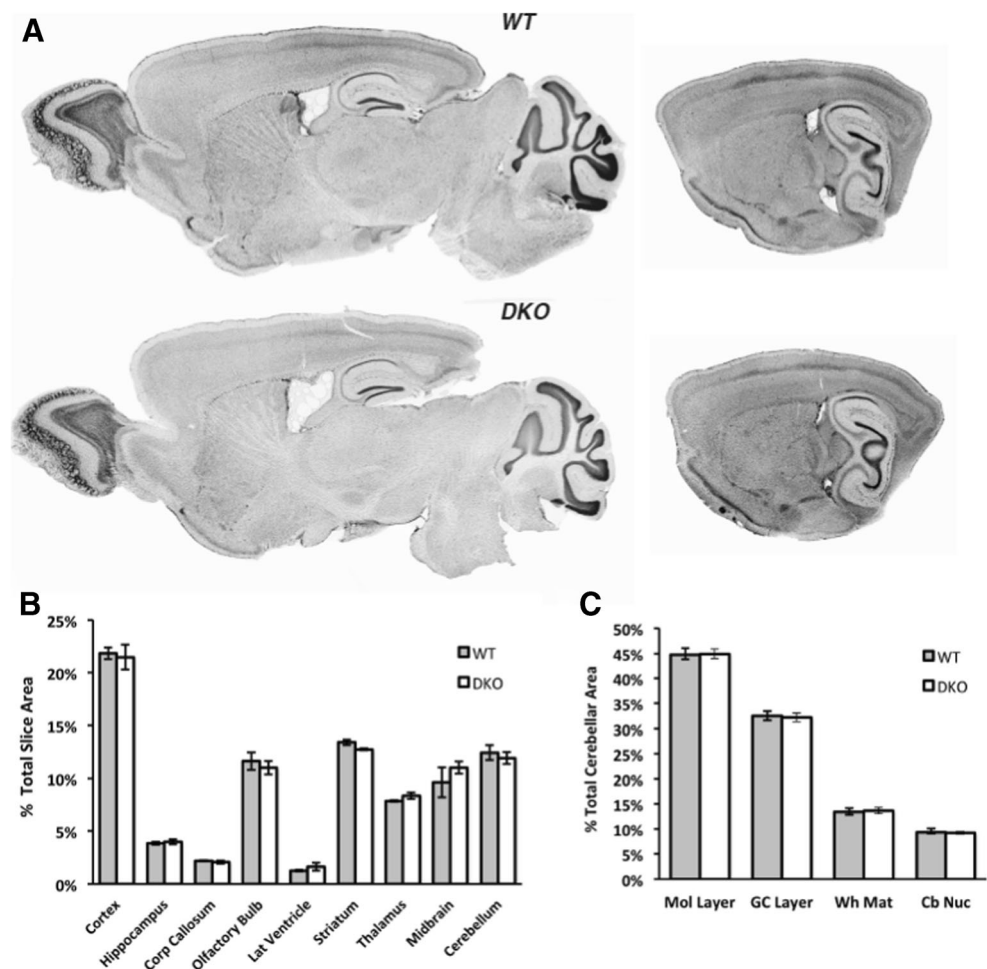 A
WT
DKO
B
25%
20%
15%
10%
5%
0%
% Total Slice Area
WT
DKO
Cortex
Hippocampus
Corp Callosum
Olfactory Bulb
Lat Ventricle
Striatum
Thalamus
Midbrain
Cerebellum
C
50%
45%
40%
35%
30%
25%
20%
15%
10%
5%
0%
% Total Cerebellar Area
WT
DKO
Mol Layer
GC Layer
Wh Mat
Cb Nuc